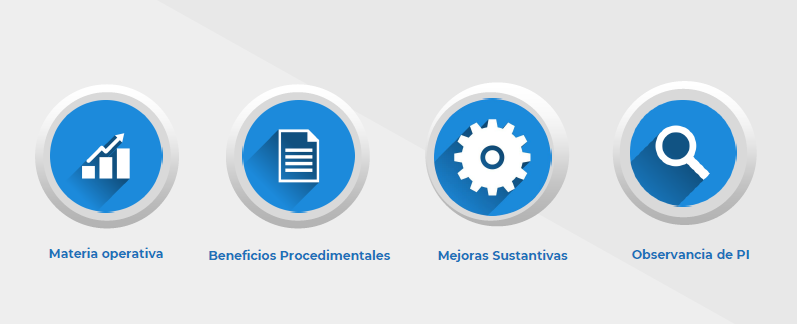 Materia operativa
Beneficios Procedimentales
Mejoras Sustantivas
Observancia de PI